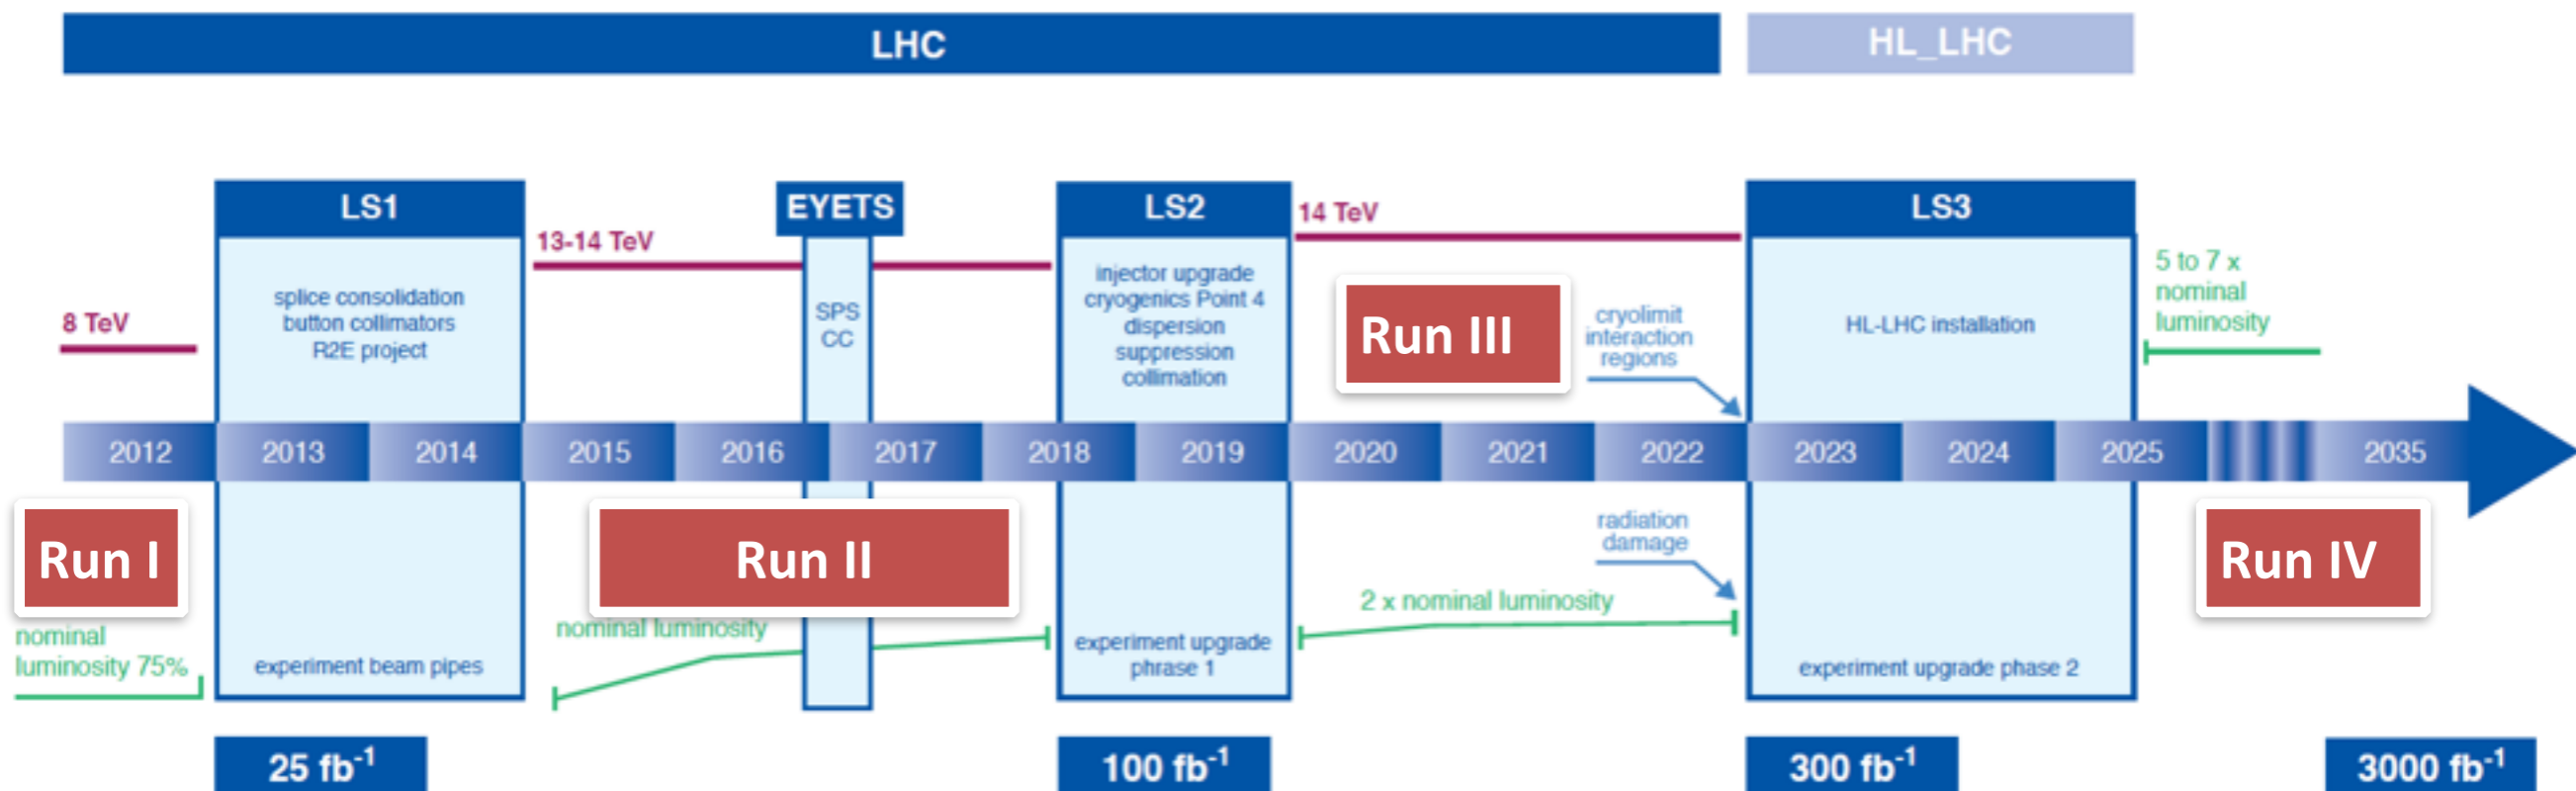 LHC
HL_LHC
LS1
EYETS
LS2
LS3
8 TeV
splice consolidation
button collimators
R2E project
13-14 TeV
SPS
CC
injector upgrade
cryogenics Point 4
dispersion
suppression
collimation
14 TeV
Run III
cryolimit
interaction
regions
HL-LHC installation
5 to 7 x
nominal
luminosity
2012
2013
2014
2015
2016
2017
2018
2019
2020
2021
2022
2023
2024
2025
2035
Run I
Run II
radiation
damage
Run IV
nominal
luminosity 75%
experiment beam pipes
nominal luminosity
experiment upgrade
phrase 1
2 x nominal luminosity
experiment upgrade phase 2
25 fb⁻¹
100 fb⁻¹
300 fb⁻¹
3000 fb⁻¹